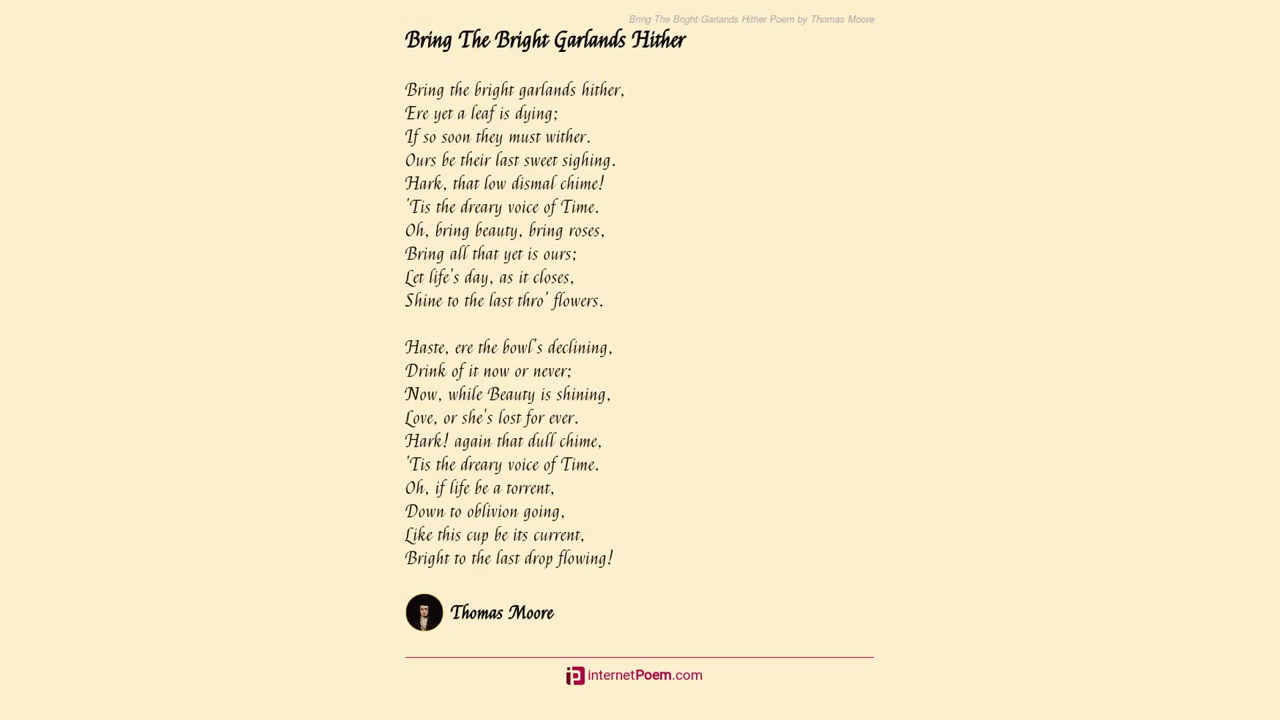 Bring The Bright Garlands Hither Poem by Thomas Moore
Bring The Bright Garlands Hither
Bring the bright garlands hither,
Ere yet a leaf is dying;
If so soon they must wither.
Ours be their last sweet sighing.
Hark, that low dismal chime!
'Tis the dreary voice of Time.
Oh, bring beauty, bring roses,
Bring all that yet is ours;
Let life's day, as it closes,
Shine to the last thro' flowers.
Haste, ere the bowl's declining,
Drink of it now or never;
Now, while Beauty is shining,
Love, or she's lost for ever.
Hark! again that dull chime,
'Tis the dreary voice of Time.
Oh, if life be a torrent,
Down to oblivion going,
Like this cup be its current,
Bright to the last drop flowing!
Thomas Moore
internetPoem.com